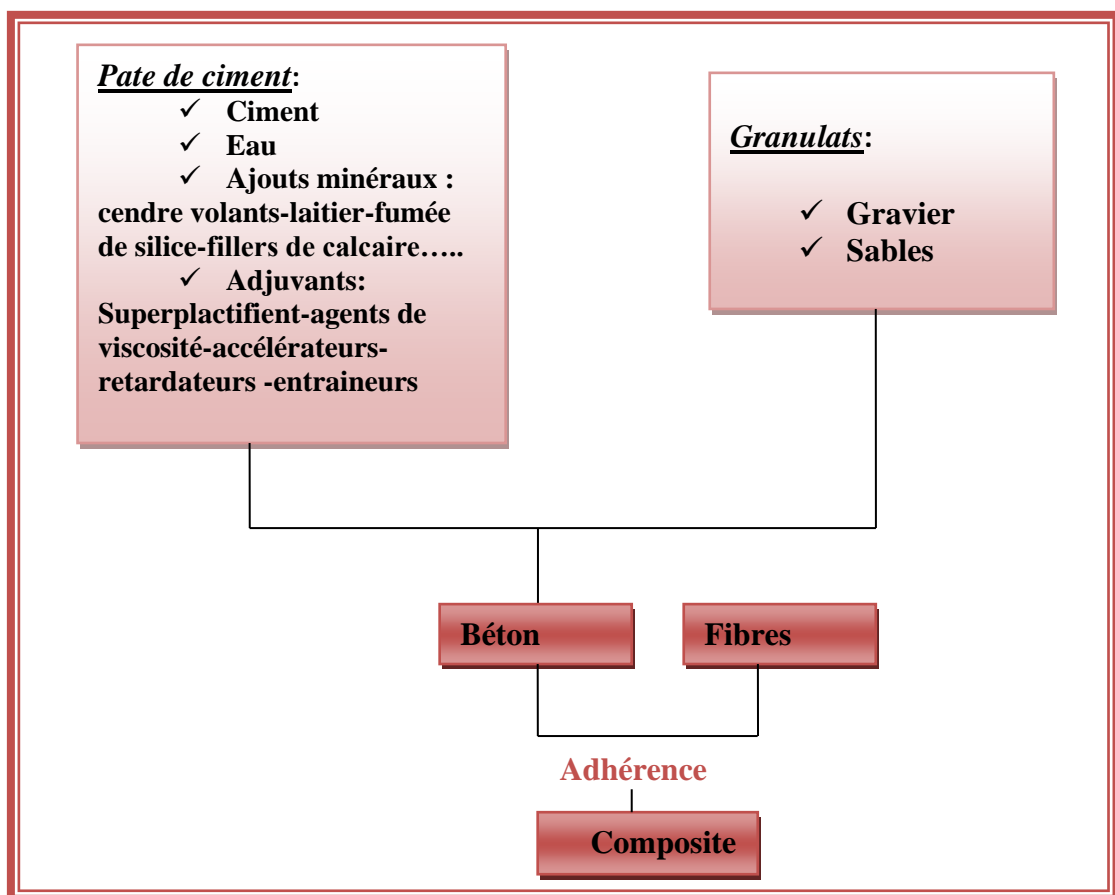 Pate de ciment:
✓ Ciment
✓ Eau
✓ Ajouts minéraux :
cendre volants-laitier-fumée
de silice-fillers de calcaire…..
✓ Adjuvants:
Superplactifient-agents de
viscosité-accélérateurs-
retardateurs -entraineurs
Granulats:
✓ Gravier
✓ Sables
Béton
Fibres
Adhérence
Composite